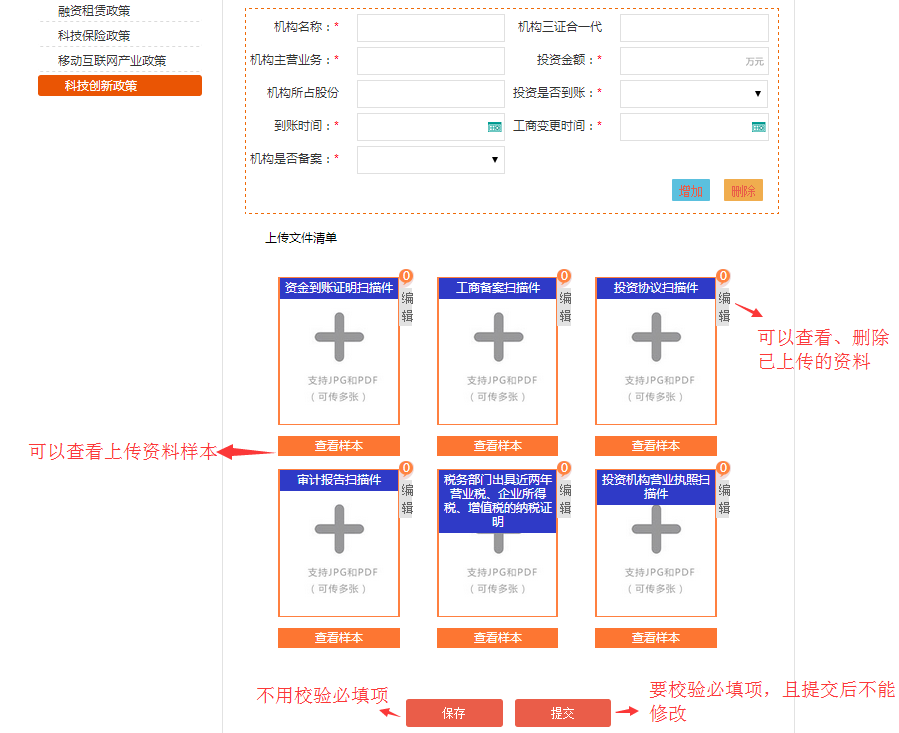 融资租赁政策
科技保险政策
移动互联网产业政策
科技创新政策
机构名称：*
机构三证合一代
机构主营业务：*
投资金额：*
万元
机构所占股份
投资是否到账：*
到账时间：*
工商变更时间：*
机构是否备案：*
增加
删除
上传文件清单
资金到账证明扫描件
0
编辑
工商备案扫描件
0
编辑
投资协议扫描件
0
编辑
支持JPG和PDF
（可传多张）
支持JPG和PDF
（可传多张）
支持JPG和PDF
（可传多张）
可以查看、删除
已上传的资料
查看样本
查看样本
查看样本
可以查看上传资料样本
审计报告扫描件
0
编辑
税务部门出具近两年
营业税、企业所得
税、增值税的纳税证
明
0
编辑
投资机构营业执照扫
描件
0
编辑
支持JPG和PDF
（可传多张）
支持JPG和PDF
（可传多张）
支持JPG和PDF
（可传多张）
查看样本
查看样本
查看样本
不用校验必填项
保存
提交
要校验必填项，且提交后不能
修改